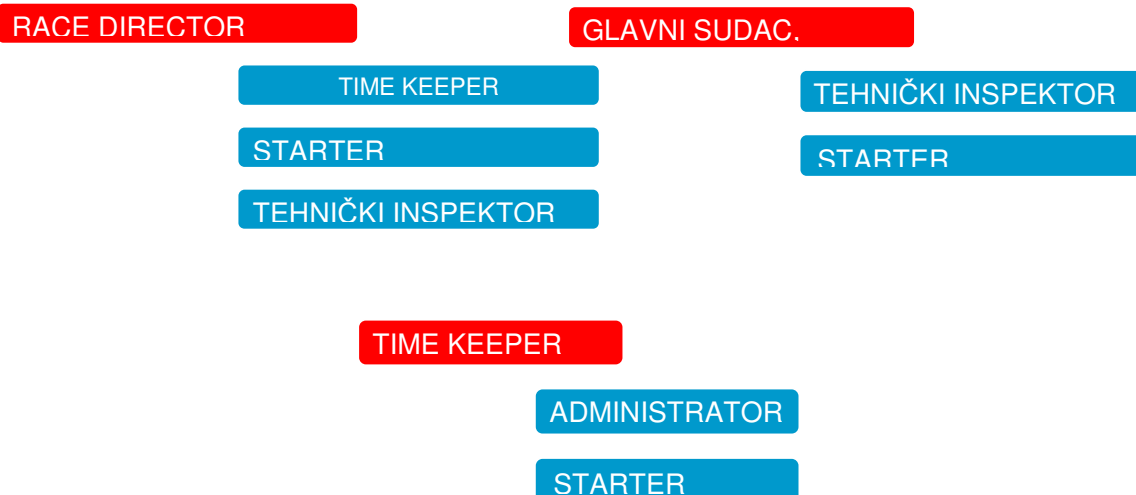 RACE DIRECTOR
TIME KEEPER
STARTER
TEHNIČKI INSPEKTOR
GLAVNI SUDAC,
TEHNIČKI INSPEKTOR
STARTER
TIME KEEPER
ADMINISTRATOR
STARTER